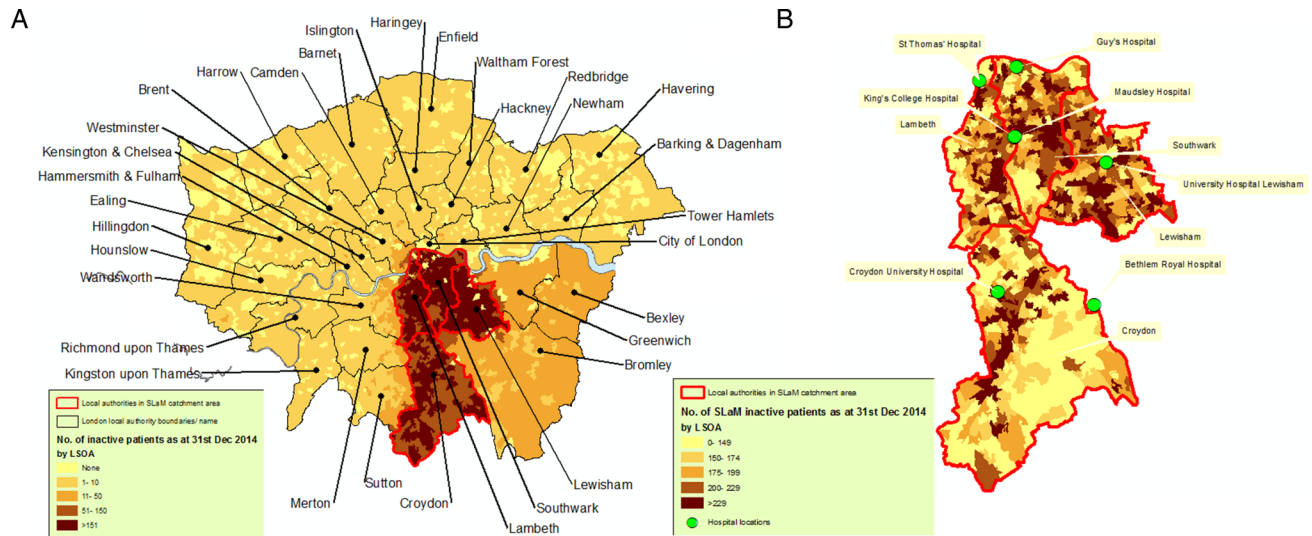 A
B
Haringey
Islington
Enfield
Barnet
Waltham Forest
Harrow
Camden
Redbridge
Brent
Hackney
Newham
Havering
Westminster
Kensington & Chelsea
Barking & Dagenham
Hammersmith & Fulham
Ealing
Tower Hamlets
Hillingdon
City of London
Hounslow
Wandsworth
Bexley
Greenwich
Richmond upon Thames
Bromley
Kingston upon Thames
Sutton
Lewisham
Merton
Croydon
Southwark
Lambeth
Local authorities in SLaM catchment area
London local authority boundaries/ name
No. of inactive patients as at 31st Dec 2014
by LSOA
None
1- 10
11- 50
51- 150
>151
St Thomas' Hospital
Guy's Hospital
King's College Hospital
Maudsley Hospital
Lambeth
Southwark
University Hospital Lewisham
Lewisham
Croydon University Hospital
Bethlem Royal Hospital
Croydon
Local authorities in SLaM catchment area
No. of SLaM inactive patients as at 31st Dec 2014
by LSOA
0- 149
150- 174
175- 199
200- 229
>229
Hospital locations